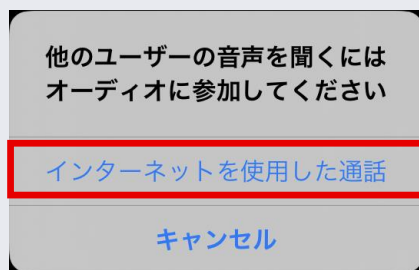 他のユーザーの音声を聞くには
オーディオに参加してください
インターネットを使用した通話
キャンセル